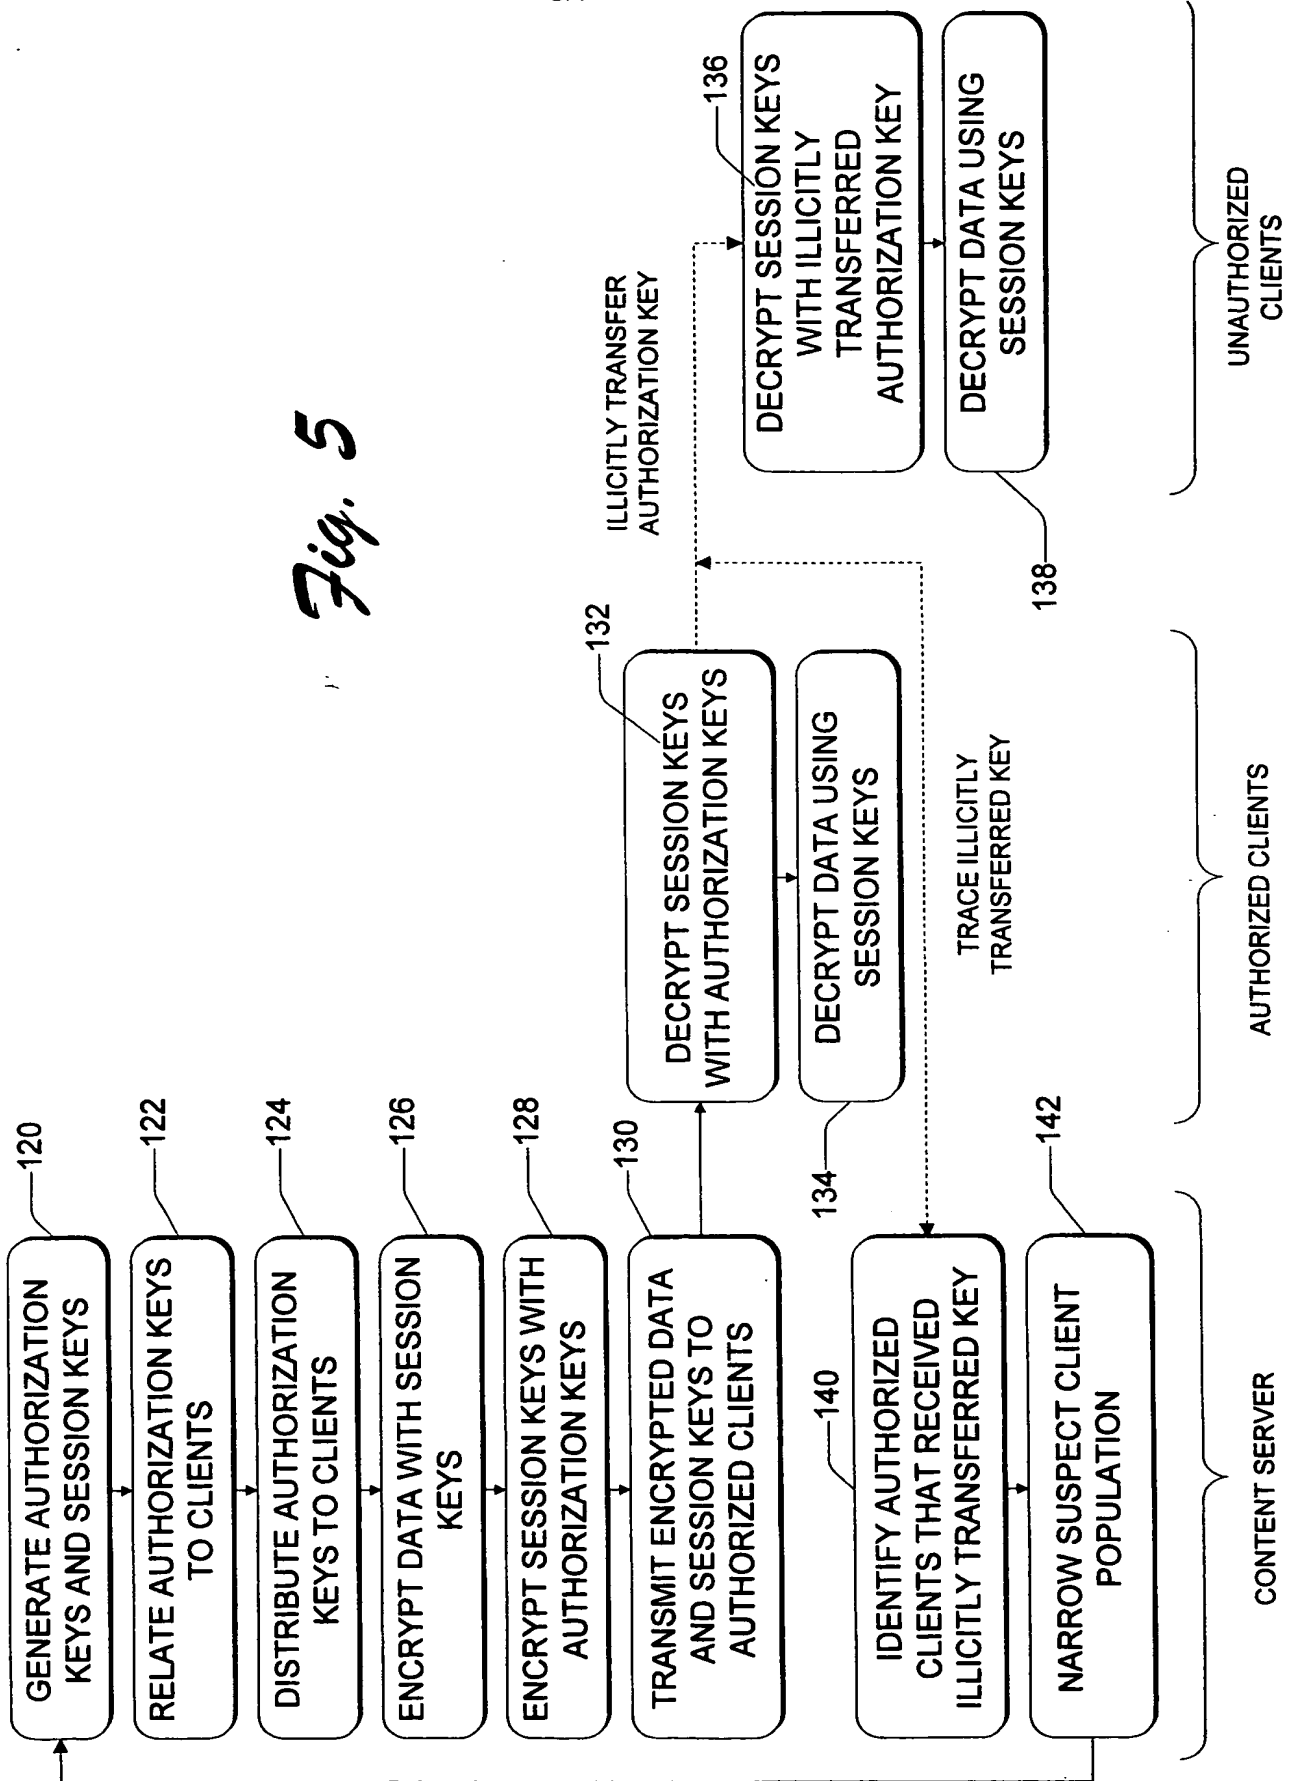 120
GENERATE AUTHORIZATION
KEYS AND SESSION KEYS
122
RELATE AUTHORIZATION KEYS
TO CLIENTS
124
DISTRIBUTE AUTHORIZATION
KEYS TO CLIENTS
126
ENCRYPT DATA WITH SESSION
KEYS
128
ENCRYPT SESSION KEYS WITH
AUTHORIZATION KEYS
130
TRANSMIT ENCRYPTED DATA
AND SESSION KEYS TO
AUTHORIZED CLIENTS
140
IDENTIFY AUTHORIZED
CLIENTS THAT RECEIVED
ILLICITLY TRANSFERRED KEY
142
NARROW SUSPECT CLIENT
POPULATION
CONTENT SERVER
132
DECRYPT SESSION KEYS
WITH AUTHORIZATION KEYS
134
DECRYPT DATA USING
SESSION KEYS
TRACE ILLICITLY
TRANSFERRED KEY
AUTHORIZED CLIENTS
Fig. 5
ILLICITLY TRANSFER
AUTHORIZATION KEY
136
DECRYPT SESSION KEYS
WITH ILLICITLY
TRANSFERRED
AUTHORIZATION KEY
138
DECRYPT DATA USING
SESSION KEYS
UNAUTHORIZED
CLIENTS